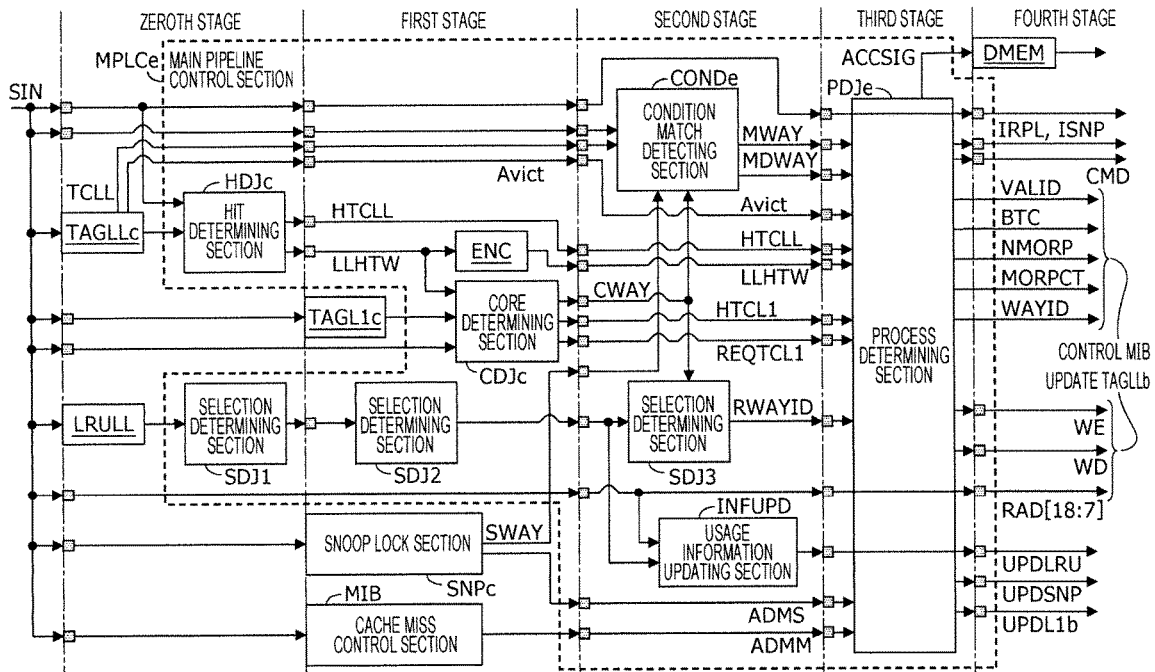 ZEROTH STAGE
FIRST STAGE
SECOND STAGE
THIRD STAGE
FOURTH STAGE
MPLCe
MAIN PIPELINE
CONTROL SECTION
ACCSIG
DMEM
SIN
CONDe
PDJe
CONDITION
MATCH
DETECTING
SECTION
MWAY
MDWAY
IRPL, ISNP
CMD
TCLL
HDJc
Avict
Avict
VALID
TAGLLc
HIT
DETERMINING
SECTION
HTCLL
HTCLL
BTC
LLHTW
ENC
LLHTW
NMORP
CWAY
MORPCT
TAGL1c
CORE
DETERMINING
SECTION
HTCL1
WAYID
REQTCL1
CDJc
PROCESS
DETERMINING
SECTION
CONTROL MIB
UPDATE TAGLLb
LRULL
SELECTION
DETERMINING
SECTION
SELECTION
DETERMINING
SECTION
SELECTION
DETERMINING
SECTION
RWAYID
WE
SDJ1
SDJ2
SDJ3
WD
INFUPD
RAD[18:7]
SNOOP LOCK SECTION
SWAY
USAGE
INFORMATION
UPDATING SECTION
SNPc
UPDLRU
MIB
UPDSNP
CACHE MISS
CONTROL SECTION
ADMS
UPDL1b
ADMM